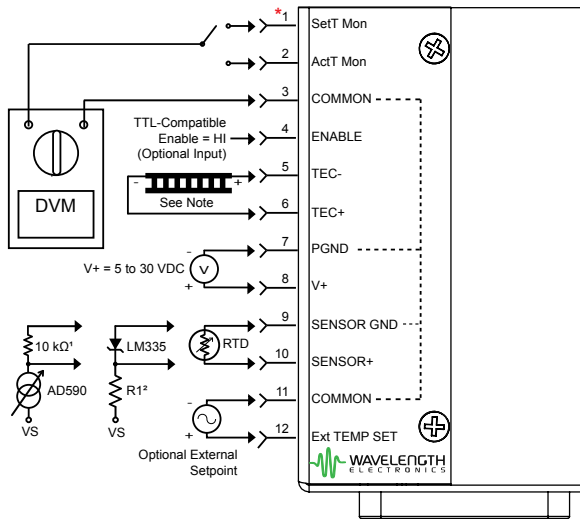 *1 SetT Mon
2 ActT Mon
3 COMMON
TTL-Compatible
Enable = HI
(Optional Input)
4 ENABLE
5 TEC-
- +
See Note
6 TEC+
DVM
7 PGND
-
V+ = 5 to 30 VDC
V
+
8 V+
9 SENSOR GND
10 kΩ¹
LM335
RTD
10 SENSOR+
AD590
R1²
11 COMMON
-
+
VS
VS
12 Ext TEMP SET
Optional External
Setpoint
WAVELENGTH
ELECTRONICS